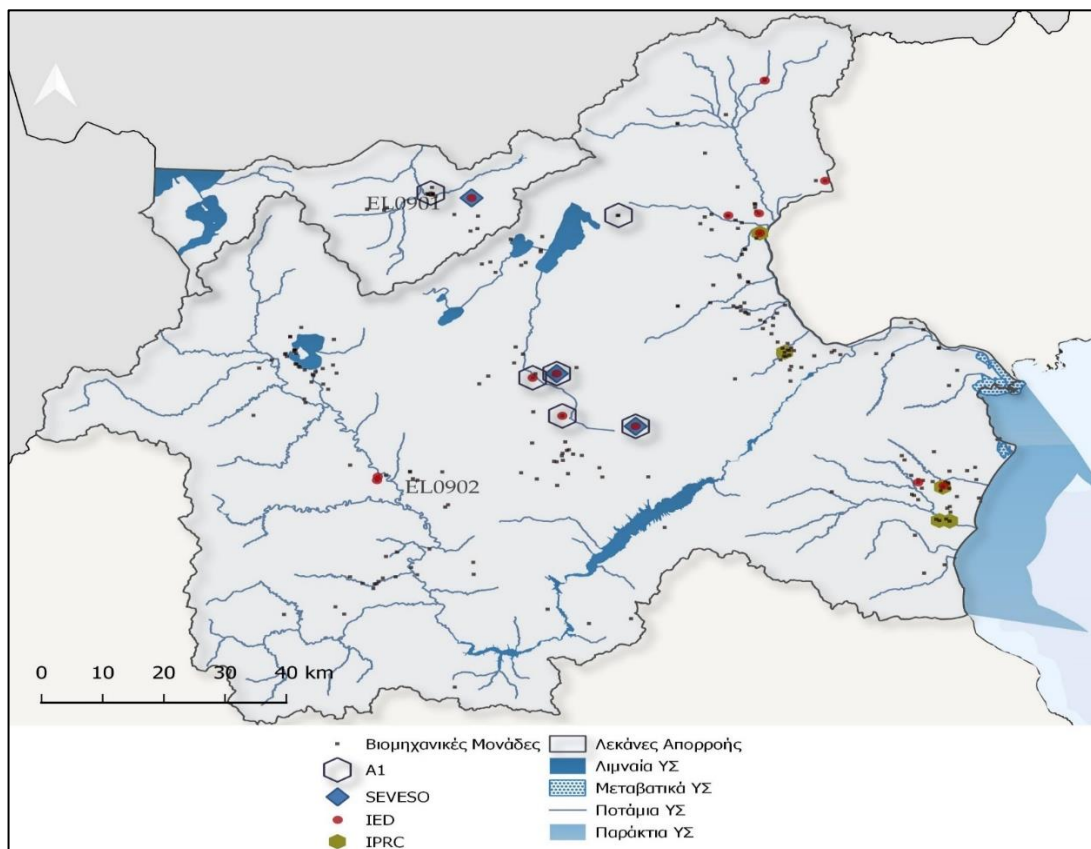 EL0901
EL0902
0 10 20 30 40 km
Βιομηχανικές Μονάδες
A1
SEVESO
IED
IPRC
Λεκάνες Απορροής
Λιμναία ΥΣ
Μεταβατικά ΥΣ
Ποτάμια ΥΣ
Παράκτια ΥΣ